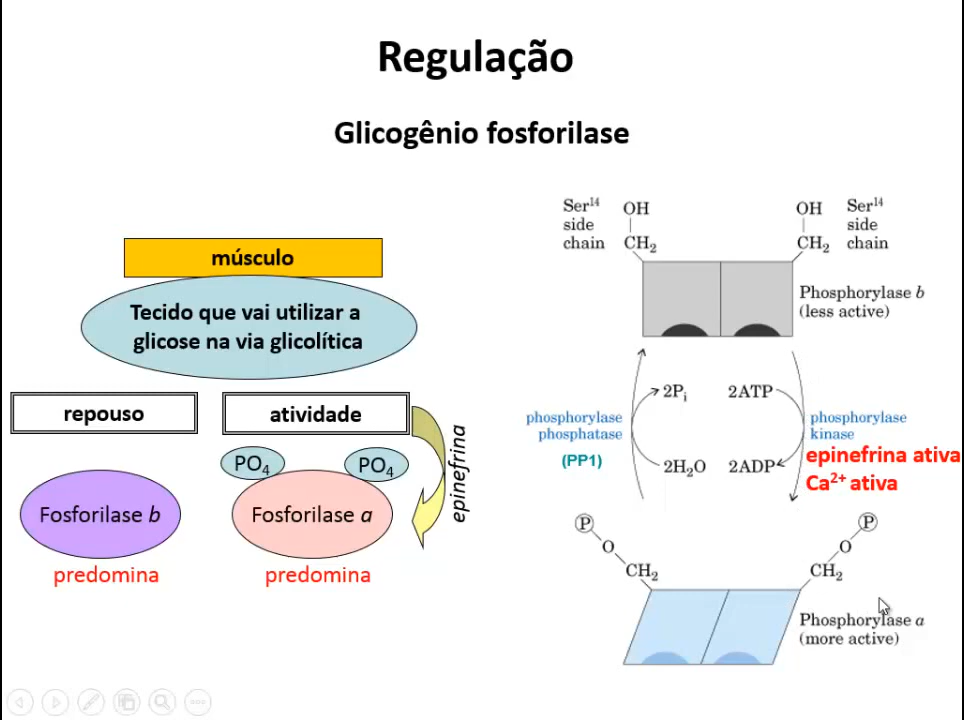 Regulação
Glicogênio fosforilase
músculo
Tecido que vai utilizar a
glicose na via glicolítica
repouso
atividade
epinefrina
PO4
PO4
Fosforilase b
Fosforilase a
predomina
predomina
Ser14
side
chain
OH
CH2
OH
CH2
Ser14
side
chain
Phosphorylase b
(less active)
2Pi
2ATP
phosphorylase
phosphatase
(PP1)
phosphorylase
kinase
epinefrina ativa
Ca2+ ativa
2H2O
2ADP
P
O
CH2
P
O
CH2
Phosphorylase a
(more active)